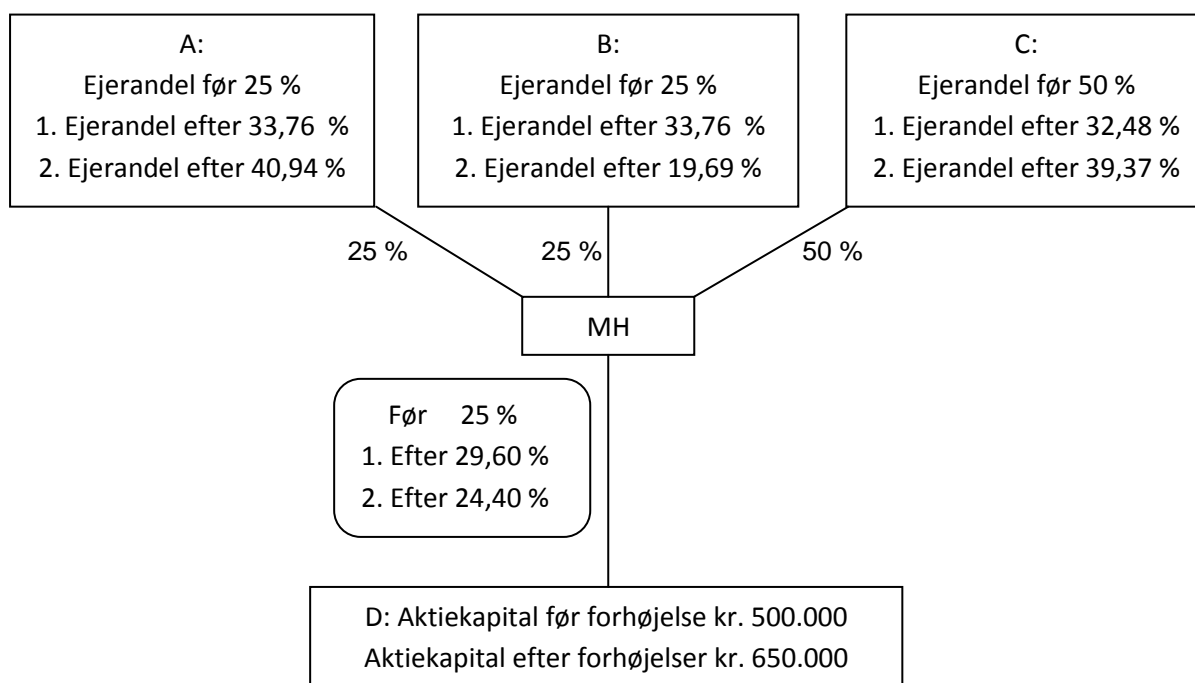 A:
Ejerandel før 25 %
1. Ejerandel efter 33,76 %
2. Ejerandel efter 40,94 %
B:
Ejerandel før 25 %
1. Ejerandel efter 33,76 %
2. Ejerandel efter 19,69 %
C:
Ejerandel før 50 %
1. Ejerandel efter 32,48 %
2. Ejerandel efter 39,37 %
25 %
25 %
50 %
MH
Før 25 %
1. Efter 29,60 %
2. Efter 24,40 %
D: Aktiekapital før forhøjelse kr. 500.000
Aktiekapital efter forhøjelser kr. 650.000